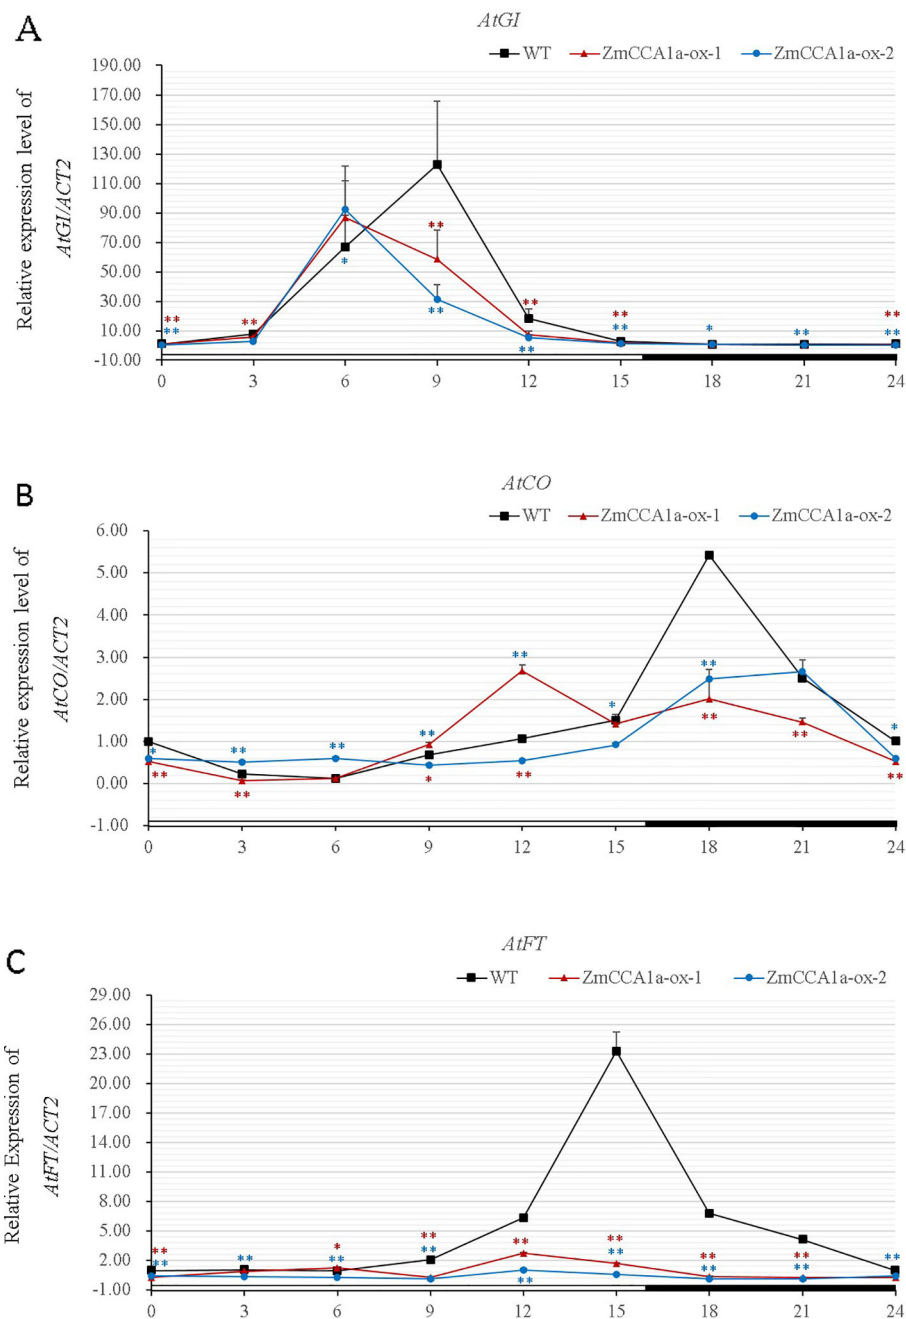 A
AtGI
WT ZmCCA1a-ox-1 ZmCCA1a-ox-2
Relative expression level of
AtGI/ACT2
190.00
170.00
150.00
130.00
110.00
90.00
70.00
50.00
30.00
10.00
-10.00
** ** ** * ** ** ** ** ** ** * ** ** **
0 3 6 9 12 15 18 21 24
B
AtCO
WT ZmCCA1a-ox-1 ZmCCA1a-ox-2
Relative expression level of
AtCO/ACT2
6.00
5.00
4.00
3.00
2.00
1.00
0.00
-1.00
* ** ** ** ** ** * ** ** * ** ** ** * **
0 3 6 9 12 15 18 21 24
C
AtFT
WT ZmCCA1a-ox-1 ZmCCA1a-ox-2
Relative Expression of
AtFT/ACT2
29.00
26.00
23.00
20.00
17.00
14.00
11.00
8.00
5.00
2.00
-1.00
** ** ** * ** ** ** ** ** ** ** ** ** ** ** **
0 3 6 9 12 15 18 21 24